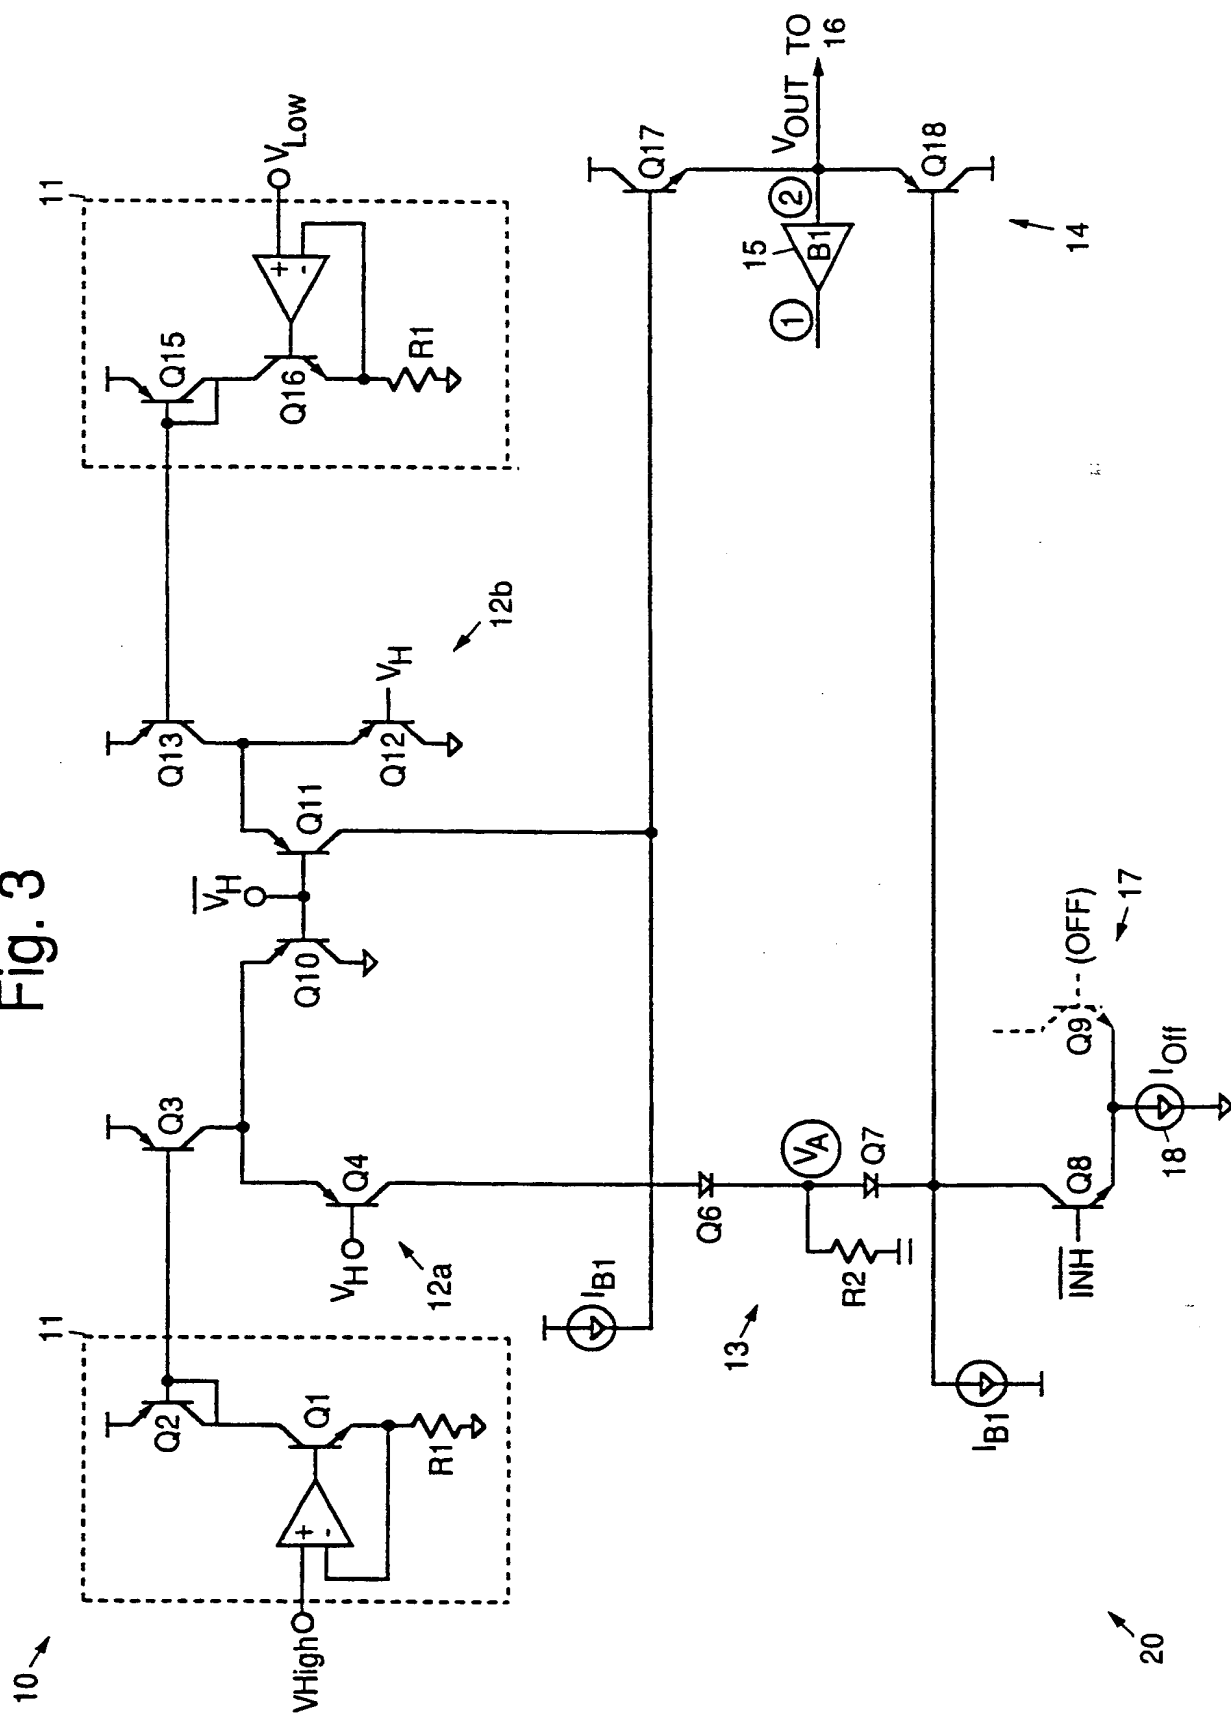 Fig. 3
10
11
11
Q2
Q1
R1
VHigh
+
-
Q3
Q4
VH
12a
Q10
VH
Q11
Q13
Q12
VH
12b
Q15
Q16
R1
+
-
VLow
IB1
13
Q6
VA
R2
Q7
IB1
INH
Q8
Q9
(OFF)
17
18
IOff
Q17
VOUT TO
16
2
15
B1
1
Q18
14
20